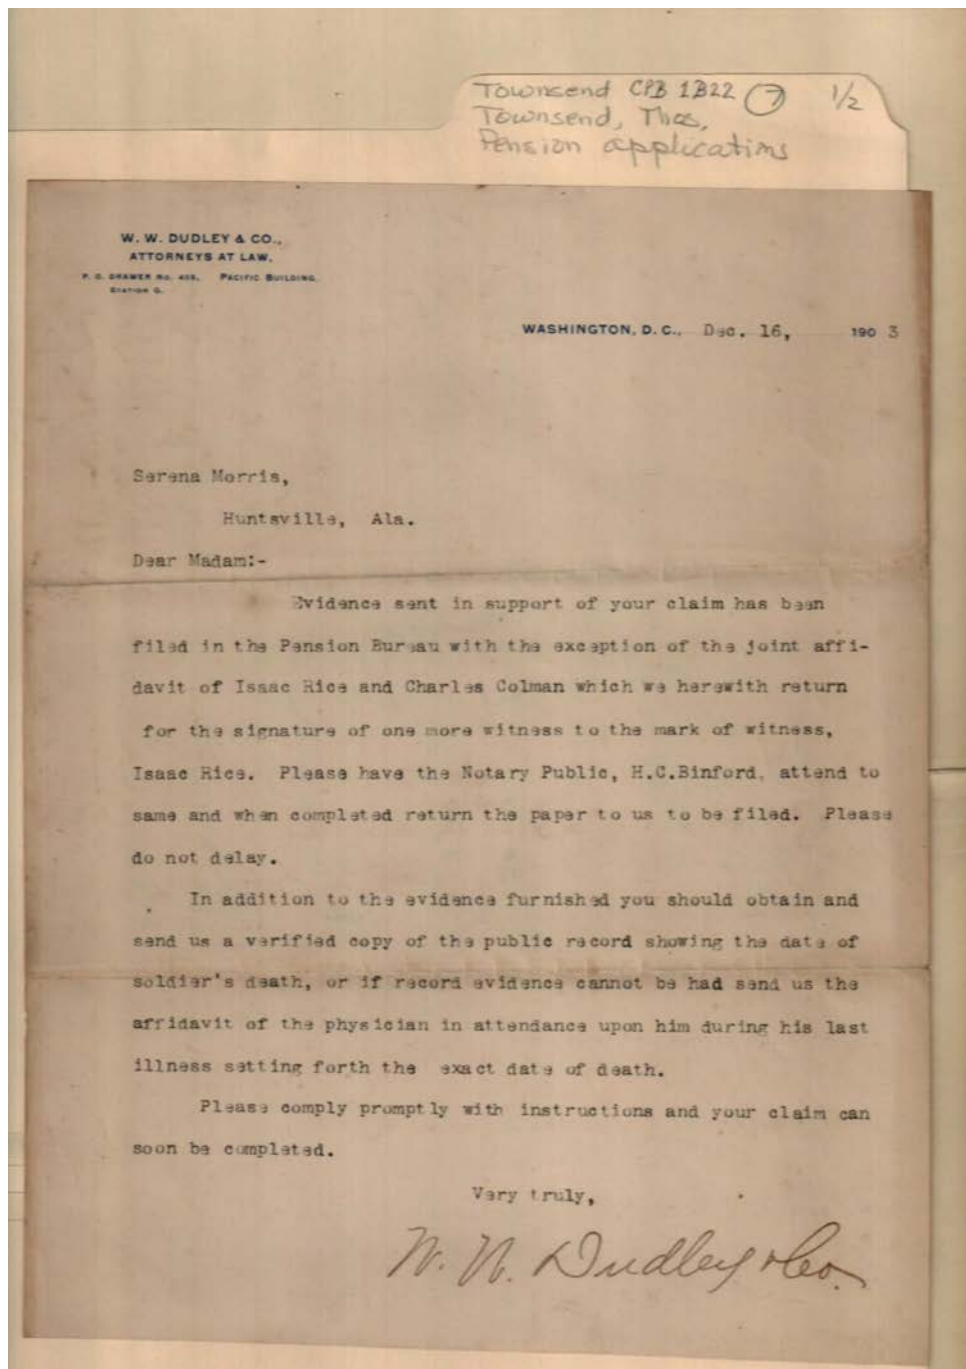 Townsend CPB 1B22 7 1/2
Townsend, Thos,
Pension applications
W. W. DUDLEY & CO.,
ATTORNEYS AT LAW.
P. O. DRAWER No. PACIFIC BUILDING.
STATION G.
WASHINGTON, D. C., Dec. 16, 1903
Serena Morris,
Huntsville, Ala.
Dear Madam:-
Evidence sent in support of your claim has been
filed in the Pension Bureau with the exception of the joint affi-
davit of Isaac Rice and Charles Colman which we herewith return
for the signature of one more witness to the mark of witness,
Isaac Rice. Please have the Notary Public, H.C.Binford, attend to
same and when completed return the paper to us to be filed. Please
do not delay.
In addition to the evidence furnished you should obtain and
send us a verified copy of the public record showing the date of
soldier's death, or if record evidence cannot be had send us the
affidavit of the physician in attendance upon him during his last
illness setting forth the exact date of death.
Please comply promptly with instructions and your claim can
soon be completed.
Very truly,
W. W. Dudley & Co.